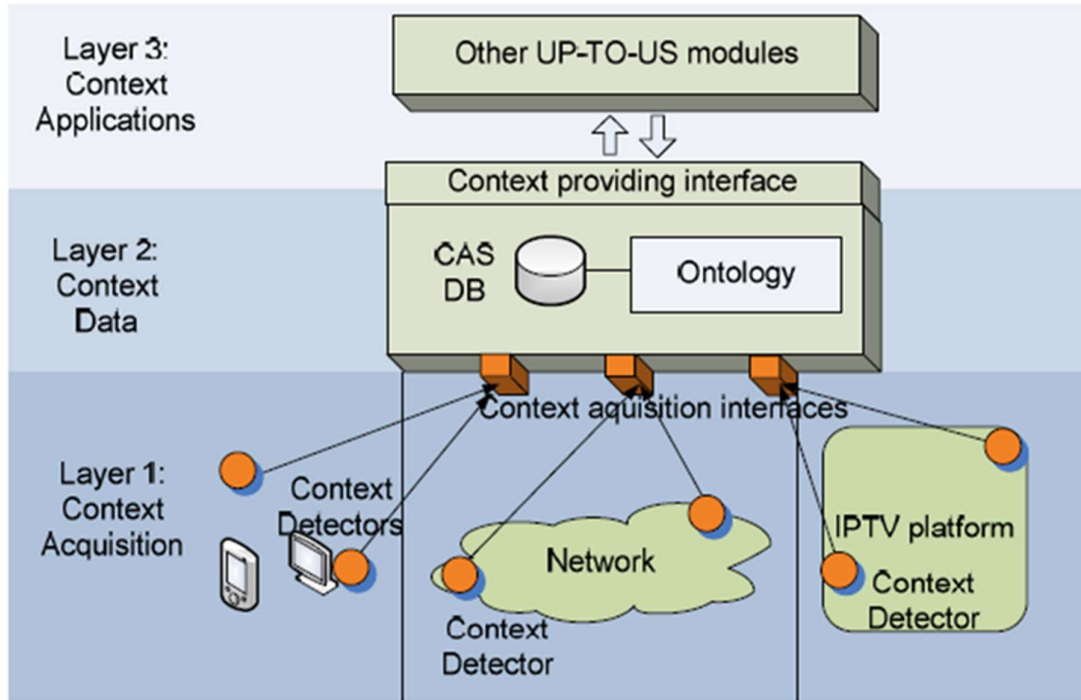 Layer 3:
Context
Applications
Other UP-TO-US modules
Context providing interface
Layer 2:
Context
Data
CAS
DB
Ontology
Context aquisition interfaces
Layer 1:
Context
Acquisition
Context
Detectors
Network
Context
Detector
IPTV platform
Context
Detector